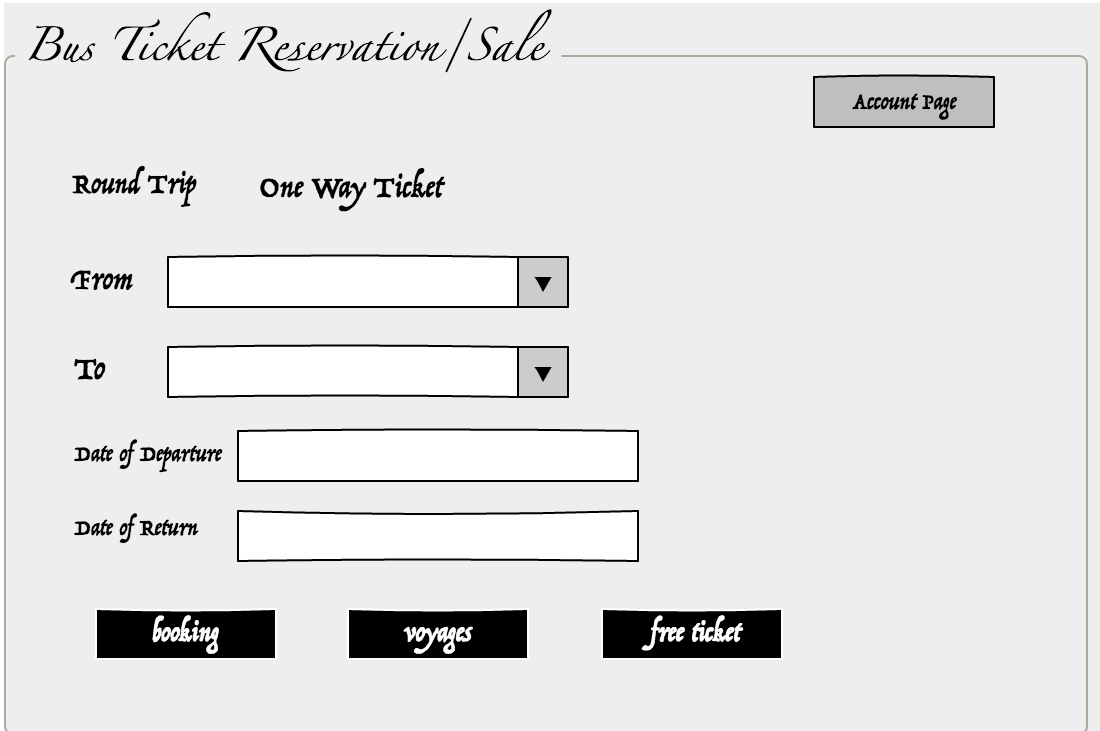 Bus Ticket Reservation/Sale
Account Page
Round Trip One Way Ticket
From
To
Date of Departure
Date of Return
booking voyages free ticket